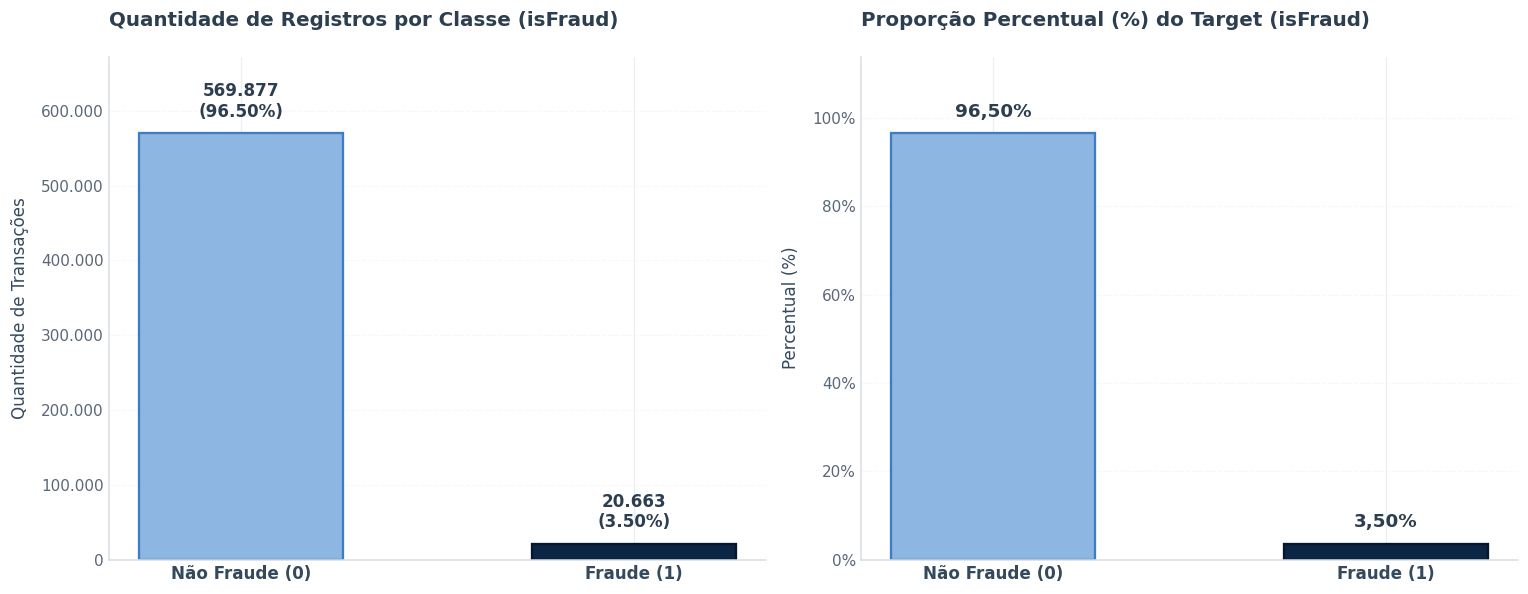 Quantidade de Registros por Classe (isFraud)
569.877
(96.50%)
600.000
500.000
400.000
300.000
200.000
100.000
0
Quantidade de Transações
20.663
(3.50%)
Não Fraude (0)
Fraude (1)
Proporção Percentual (%) do Target (isFraud)
96,50%
100%
80%
60%
40%
20%
0%
Percentual (%)
3,50%
Não Fraude (0)
Fraude (1)